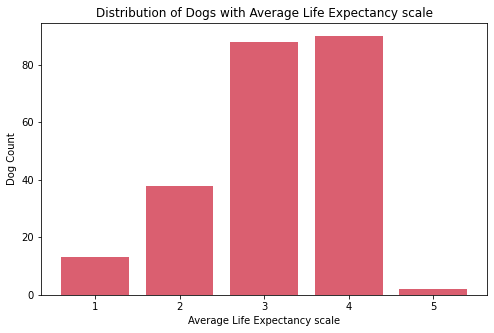 Distribution of Dogs with Average Life Expectancy scale
Dog Count
80
60
40
20
0
1 2 3 4 5
Average Life Expectancy scale